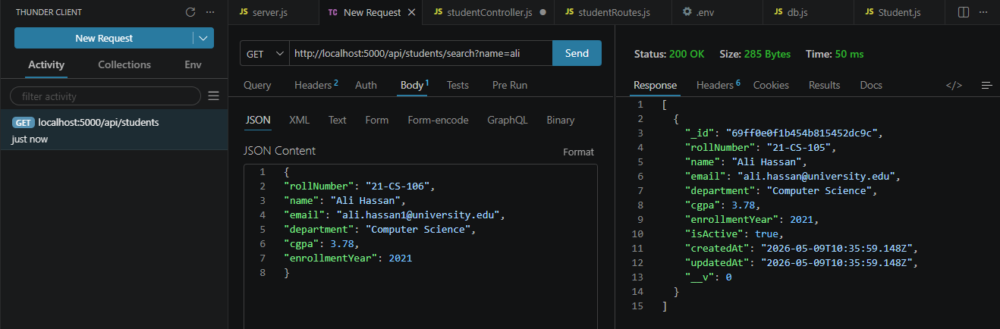 THUNDER CLIENT
New Request
Activity Collections Env
filter activity
GET localhost:5000/api/students
just now
JS server.js TC New Request JS studentController.js JS studentRoutes.js .env JS db.js JS Student.js
GET http://localhost:5000/api/students/search?name=ali Send
Query Headers 2 Auth Body 1 Tests Pre Run
JSON XML Text Form Form-encode GraphQL Binary
JSON Content Format
1 {
2 "rollNumber": "21-CS-106",
3 "name": "Ali Hassan",
4 "email": "ali.hassan1@university.edu",
5 "department": "Computer Science",
6 "cgpa": 3.78,
7 "enrollmentYear": 2021
8 }
Status: 200 OK Size: 285 Bytes Time: 50 ms
Response Headers 6 Cookies Results Docs </>
1 [
2 {
3 "_id": "69ff0e0f1b454b815452dc9c",
4 "rollNumber": "21-CS-105",
5 "name": "Ali Hassan",
6 "email": "ali.hassan@university.edu",
7 "department": "Computer Science",
8 "cgpa": 3.78,
9 "enrollmentYear": 2021,
10 "isActive": true,
11 "createdAt": "2026-05-09T10:35:59.148Z",
12 "updatedAt": "2026-05-09T10:35:59.148Z",
13 "__v": 0
14 }
15 ]